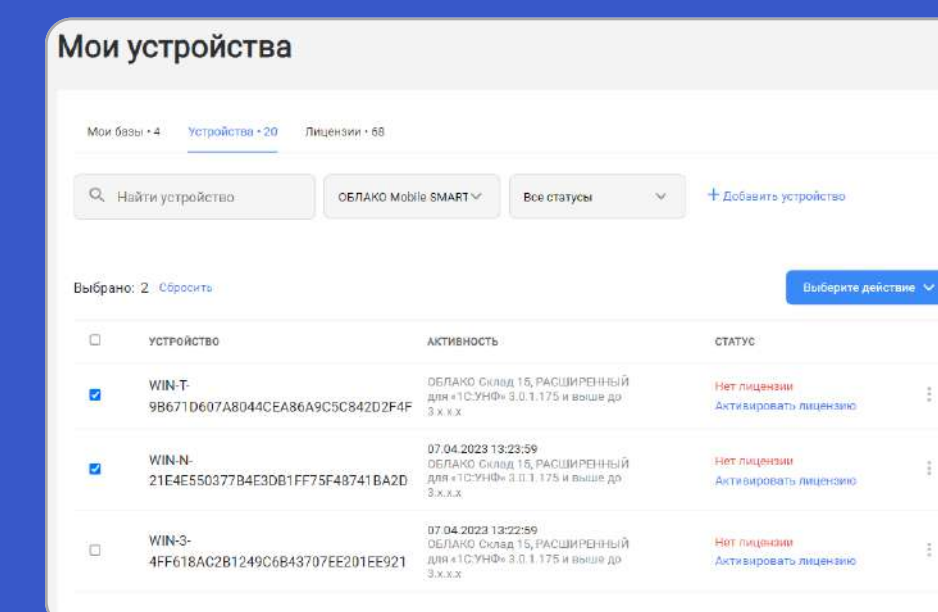 Мои устройства
Мои базы • 4 Устройства • 20 Лицензии • 68
Найти устройство ОБЛАКО Mobile SMART Все статусы + Добавить устройство
Выбрано: 2 Сбросить Выберите действие
УСТРОЙСТВО АКТИВНОСТЬ СТАТУС
WIN-T-
9B671D607A8044CEA86A9C5C842D2F4F
ОБЛАКО Склад 15, РАСШИРЕННЫЙ
для «1С:УНФ» 3.0.1.175 и выше до
3.x.x.x
Нет лицензии
Активировать лицензию
WIN-N-
21E4E550377B4E3DB1FF75F48741BA2D
07.04.2023 13:23:59
ОБЛАКО Склад 15, РАСШИРЕННЫЙ
для «1С:УНФ» 3.0.1.175 и выше до
3.x.x.x
Нет лицензии
Активировать лицензию
WIN-3-
4FF618AC2B1249C6B43707EE201EE921
07.04.2023 13:22:59
ОБЛАКО Склад 15, РАСШИРЕННЫЙ
для «1С:УНФ» 3.0.1.175 и выше до
3.x.x.x
Нет лицензии
Активировать лицензию